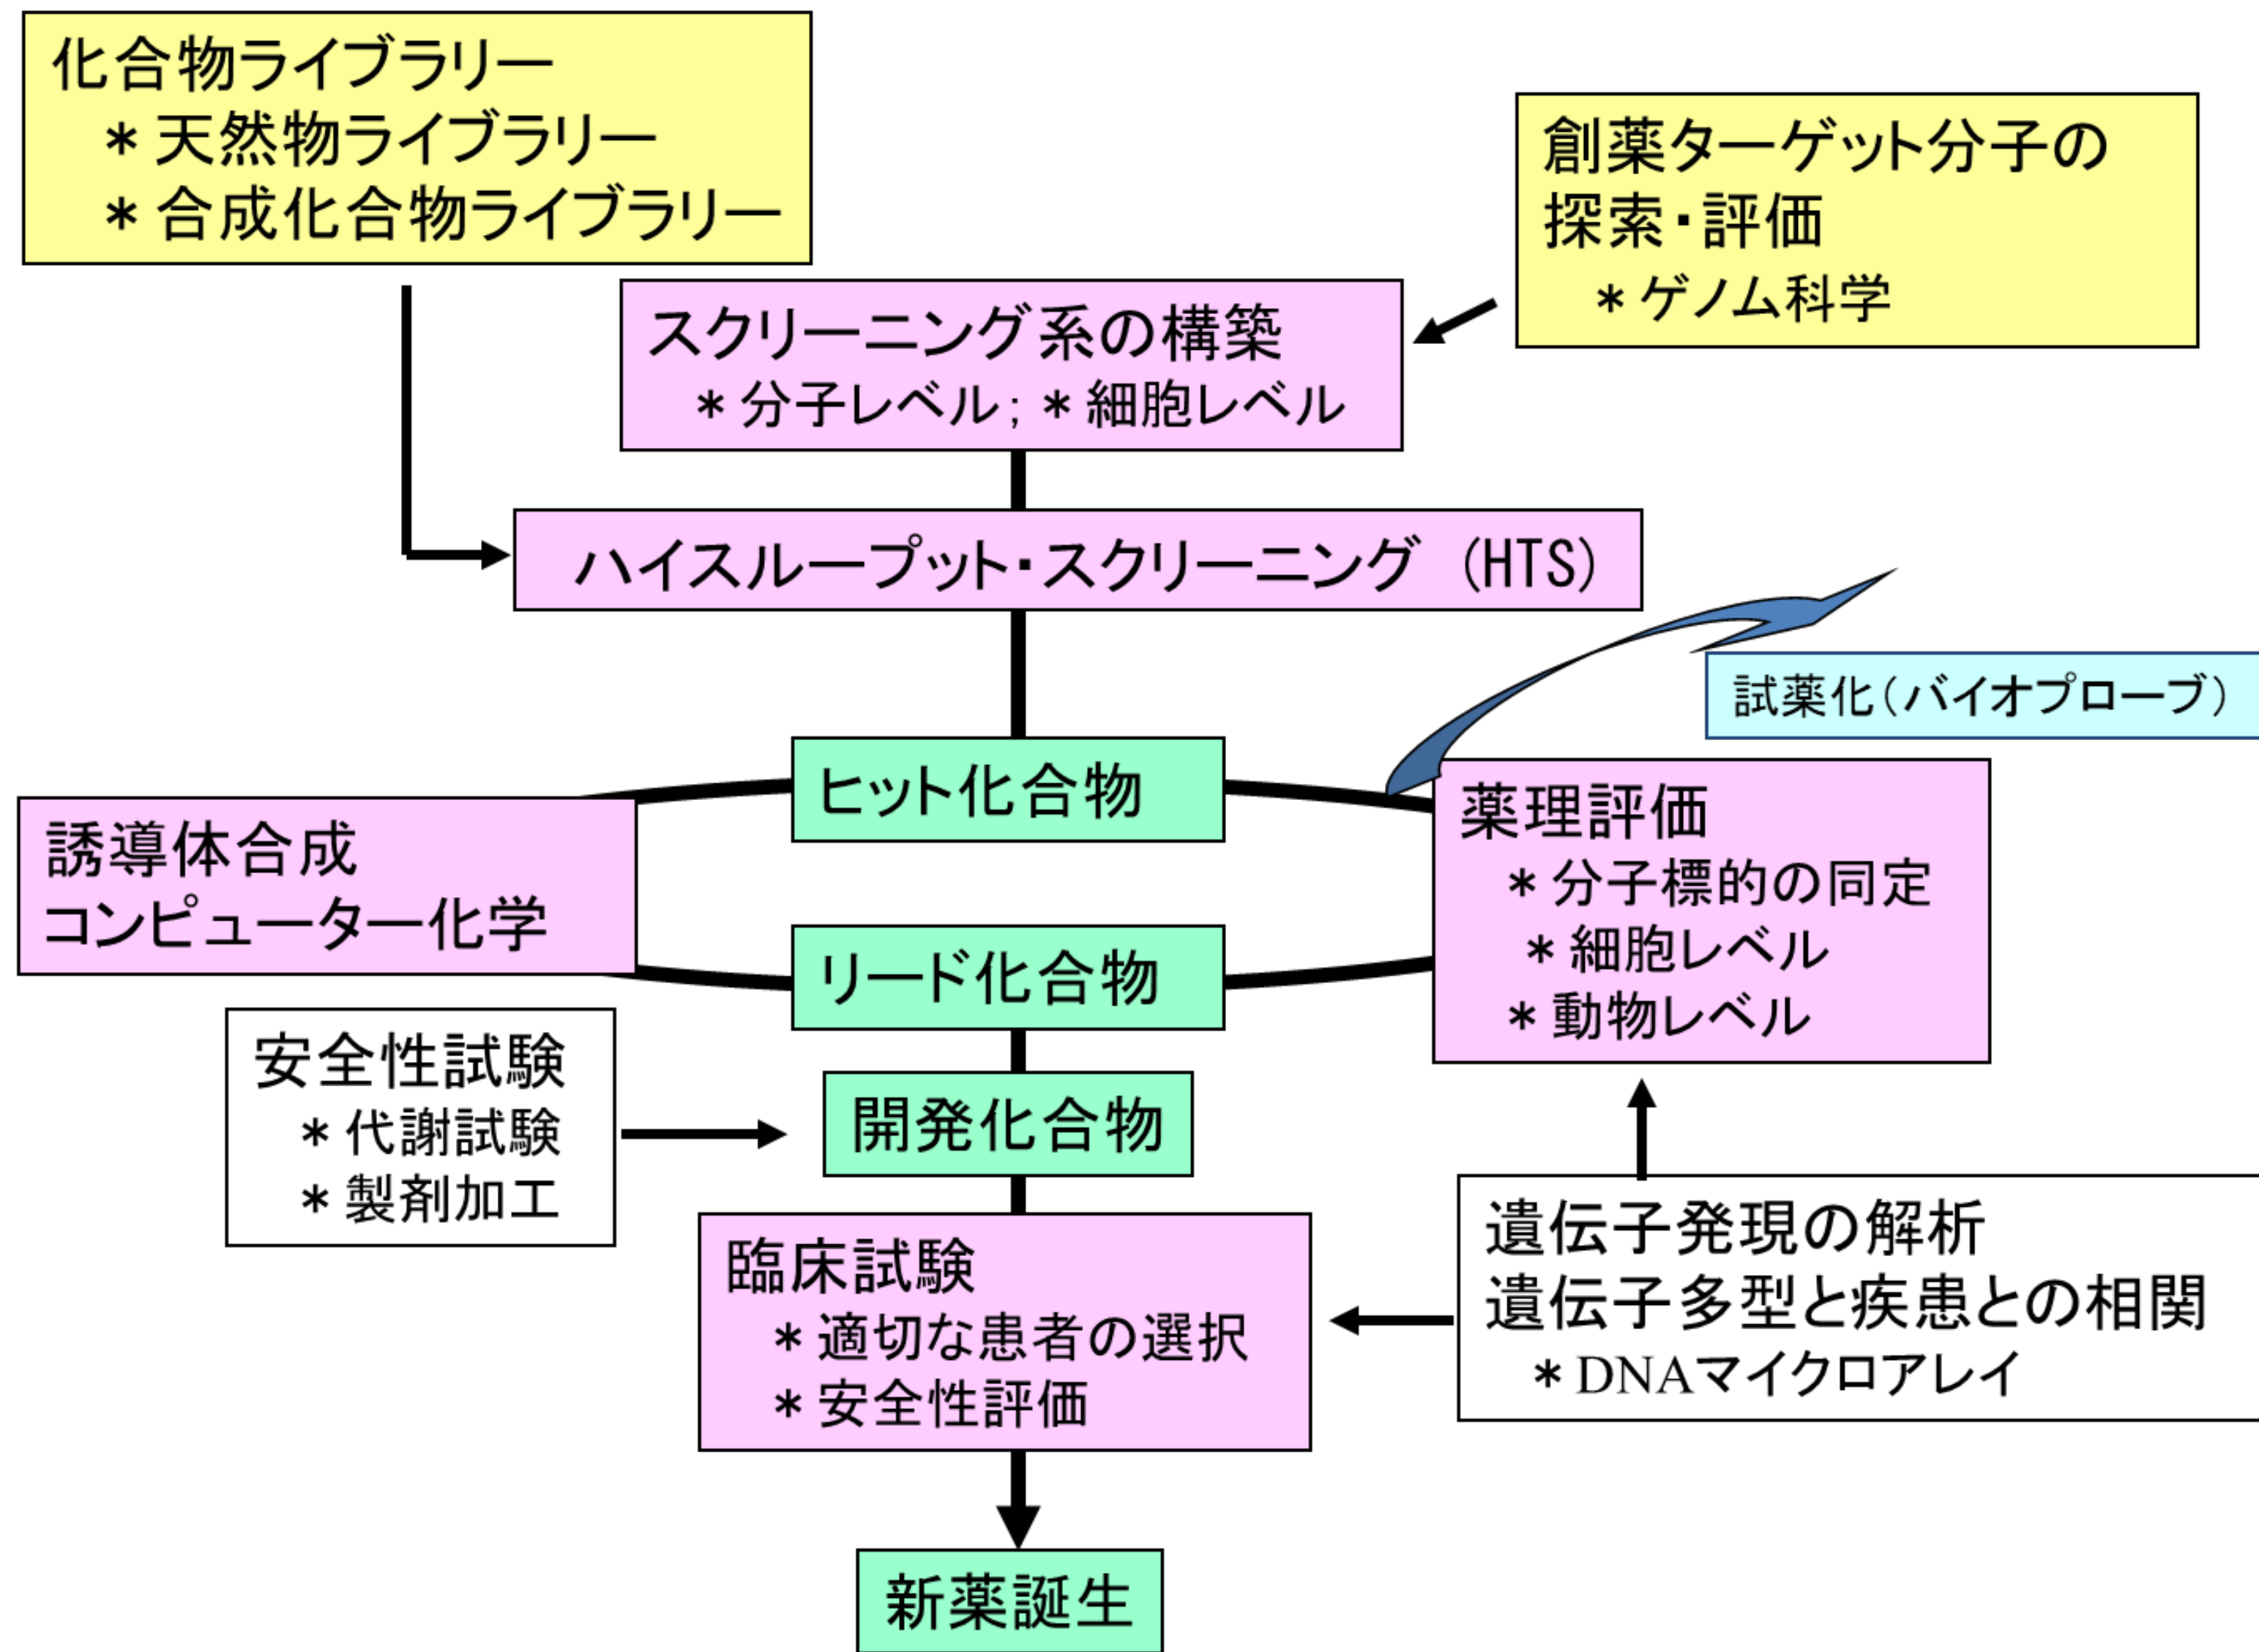 化合物ライブラリー
＊天然物ライブラリー
＊合成化合物ライブラリー
創薬ターゲット分子の
探索・評価
＊ゲノム科学
スクリーニング系の構築
＊分子レベル；＊細胞レベル
ハイスループット・スクリーニング (HTS)
試薬化（バイオプローブ）
ヒット化合物
誘導体合成
コンピューター化学
薬理評価
＊分子標的の同定
＊細胞レベル
＊動物レベル
リード化合物
安全性試験
＊代謝試験
＊製剤加工
開発化合物
臨床試験
＊適切な患者の選択
＊安全性評価
遺伝子発現の解析
遺伝子多型と疾患との相関
＊DNAマイクロアレイ
新薬誕生